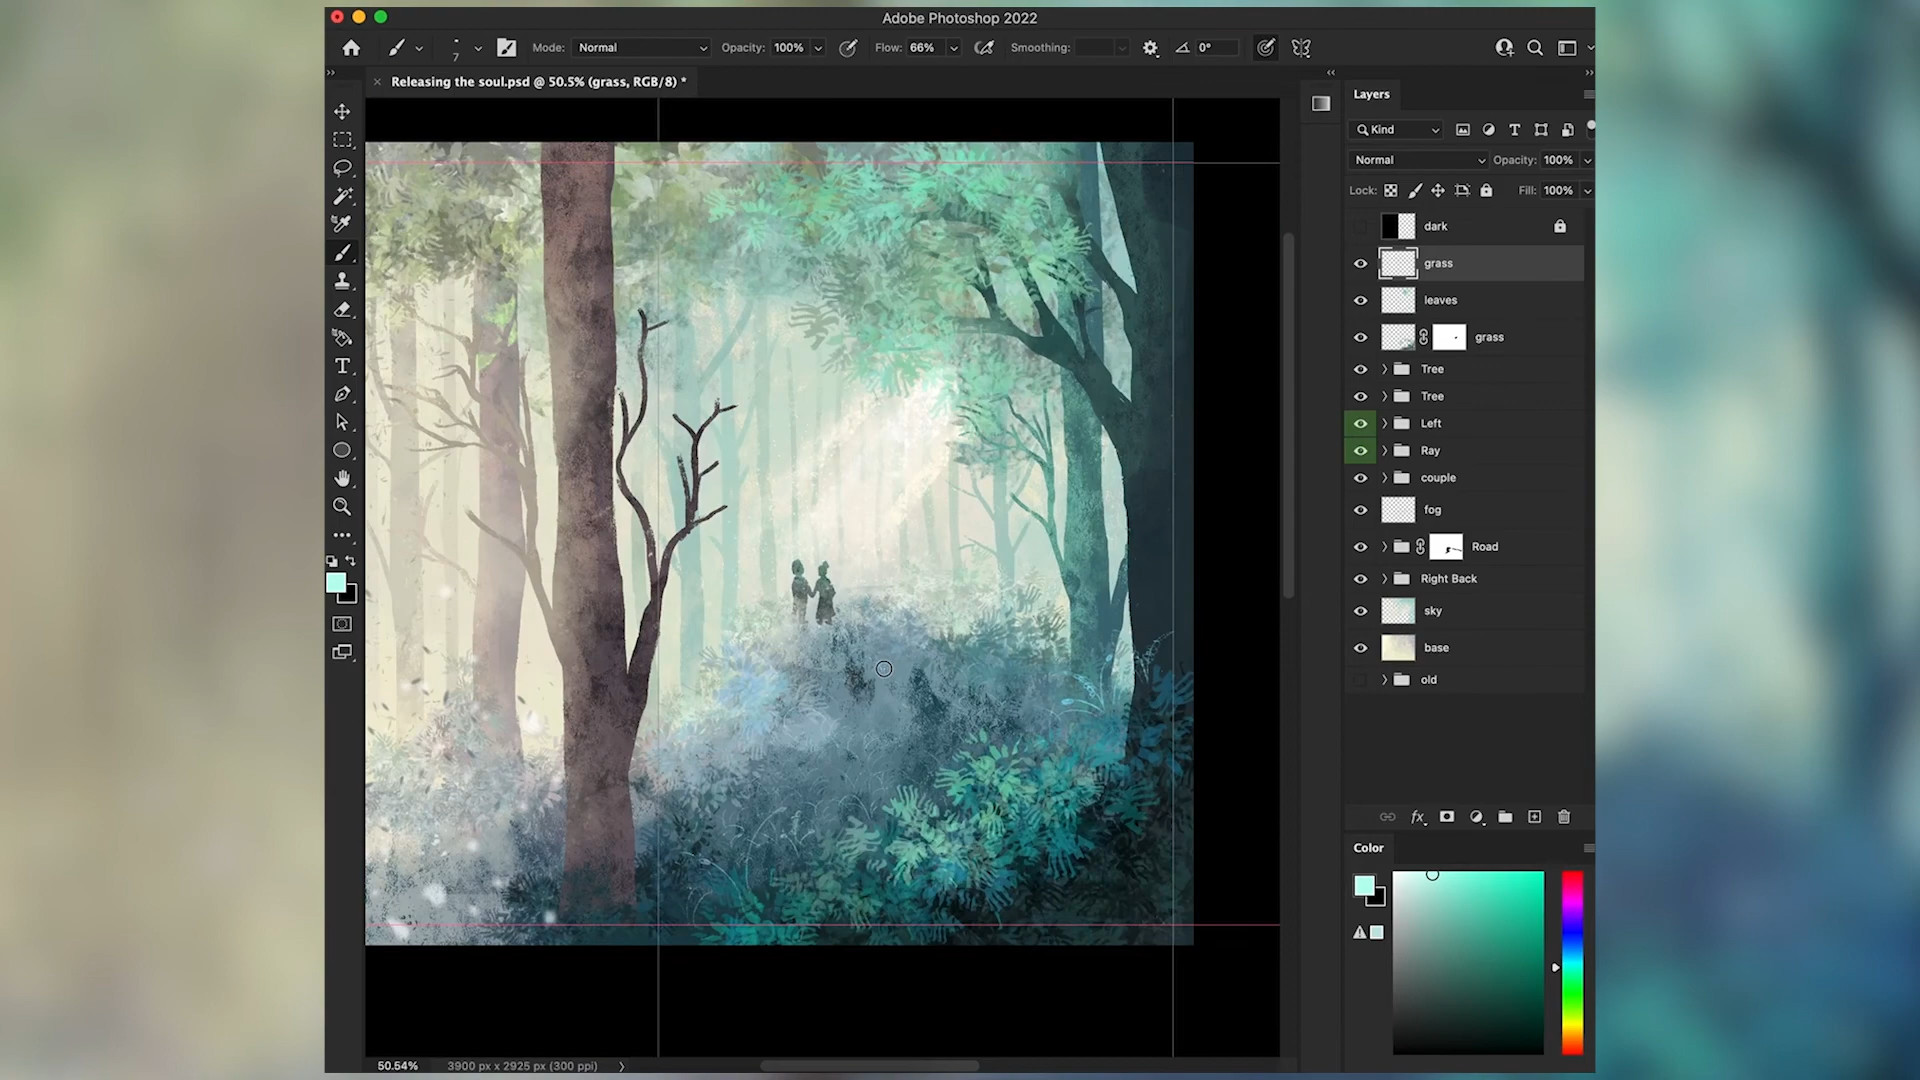 Adobe Photoshop 2022
7
Mode: Normal
Opacity: 100%
Flow: 66%
Smoothing:
0°
Releasing the soul.psd @ 50.5% (grass, RGB/8) *
Layers
Kind
Normal
Opacity: 100%
Lock:
Fill: 100%
dark
grass
leaves
grass
Tree
Tree
Left
Ray
couple
fog
Road
Right Back
sky
base
old
fx
Color
50.54%
3900 px x 2925 px (300 ppi)